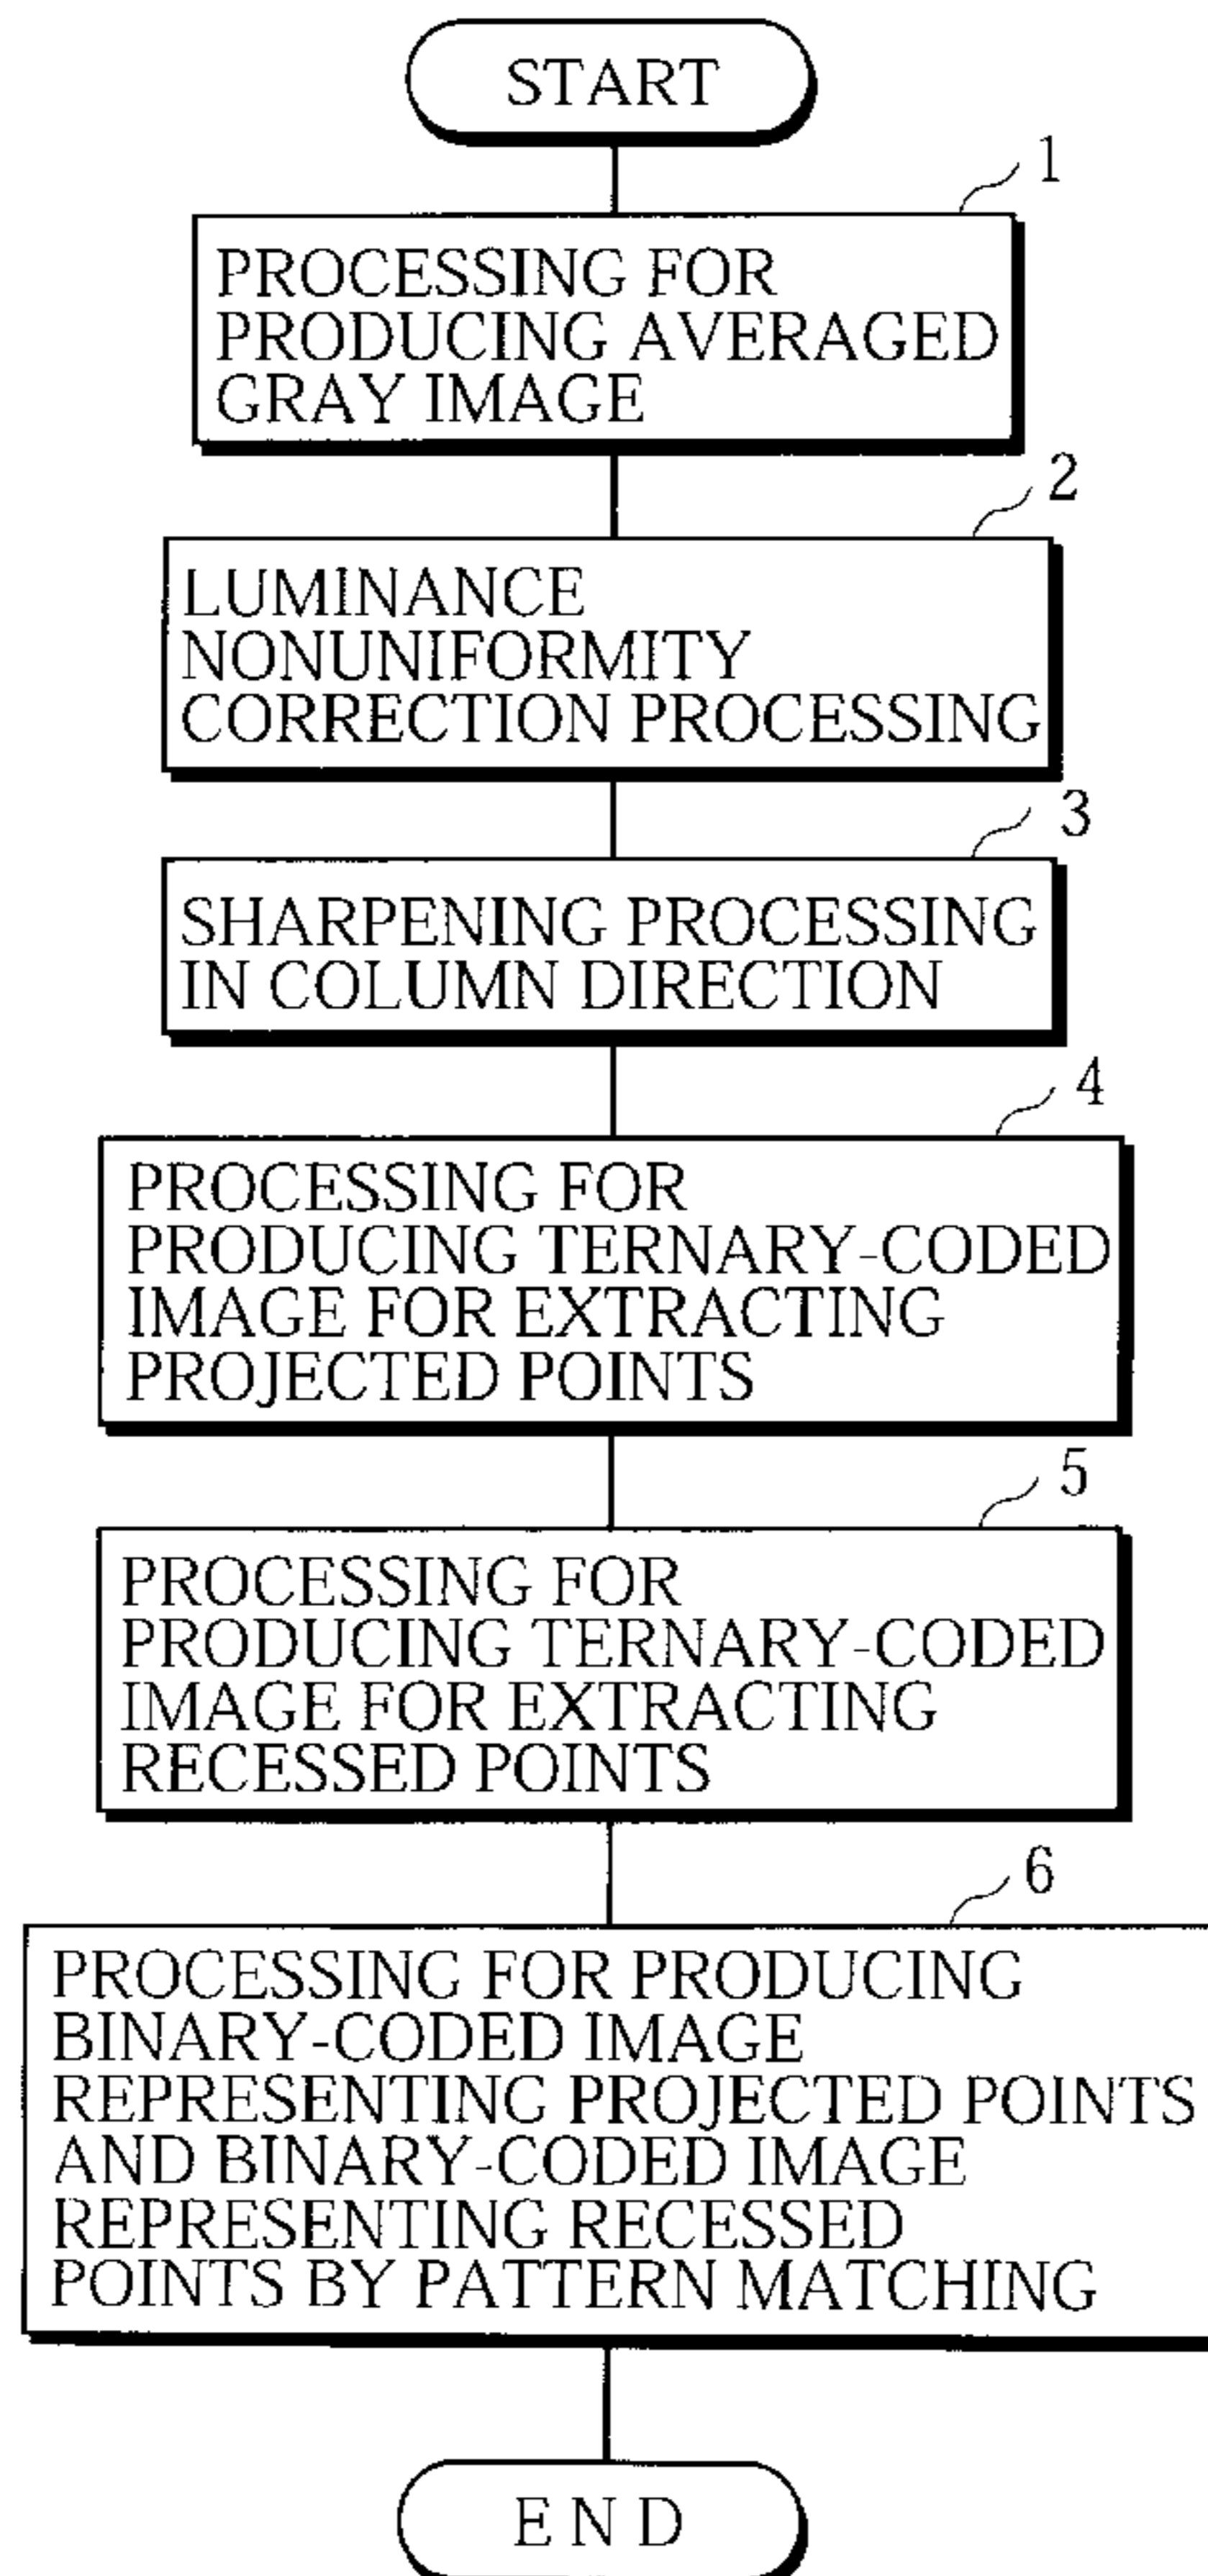 START
1
PROCESSING FOR
PRODUCING AVERAGED
GRAY IMAGE
2
LUMINANCE
NONUNIFORMITY
CORRECTION PROCESSING
3
SHARPENING PROCESSING
IN COLUMN DIRECTION
4
PROCESSING FOR
PRODUCING TERNARY-CODED
IMAGE FOR EXTRACTING
PROJECTED POINTS
5
PROCESSING FOR
PRODUCING TERNARY-CODED
IMAGE FOR EXTRACTING
RECESSED POINTS
6
PROCESSING FOR PRODUCING
BINARY-CODED IMAGE
REPRESENTING PROJECTED POINTS
AND BINARY-CODED IMAGE
REPRESENTING RECESSED
POINTS BY PATTERN MATCHING
END